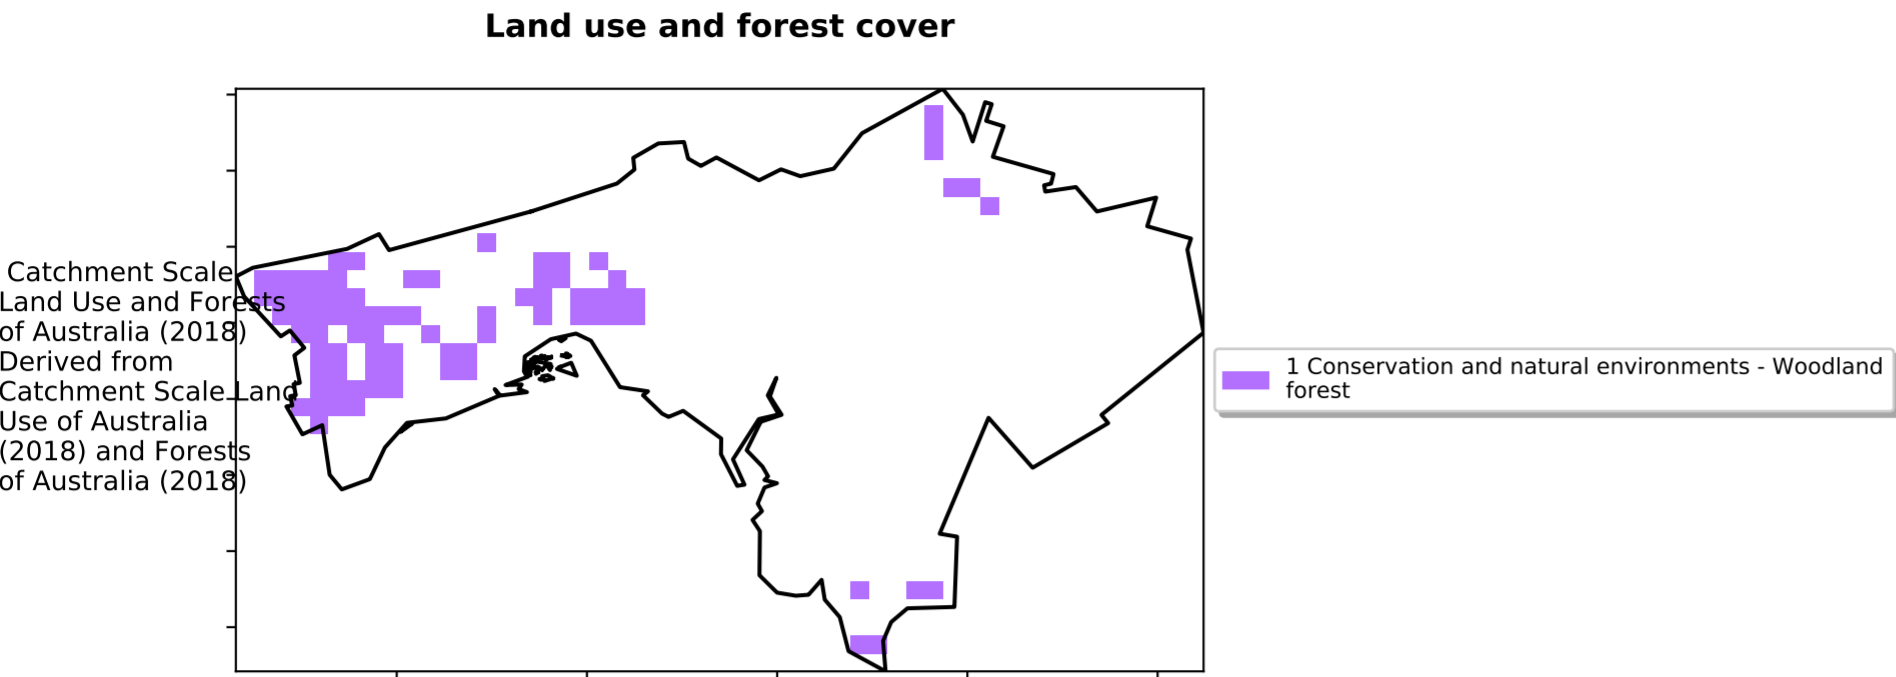 Land use and forest cover
Catchment Scale
Land Use and Forests
of Australia (2018)
Derived from
Catchment Scale Land
Use of Australia
(2018) and Forests
of Australia (2018)
1 Conservation and natural environments - Woodland
forest